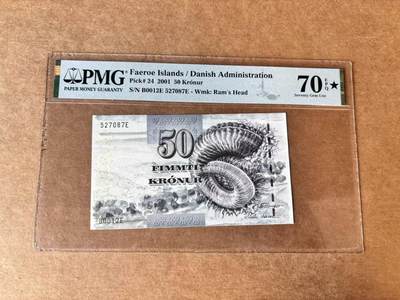 PMG
PAPER MONEY GUARANTY
Faeroe Islands / Danish Administration
Pick# 24 2001 50 Krónur
S/N B0012E 527087E - Wmk: Ram's Head
70 EPQ ★
Seventy Gem Unc
527087E
50
FIMMTI
KRÓNUR
B0012E